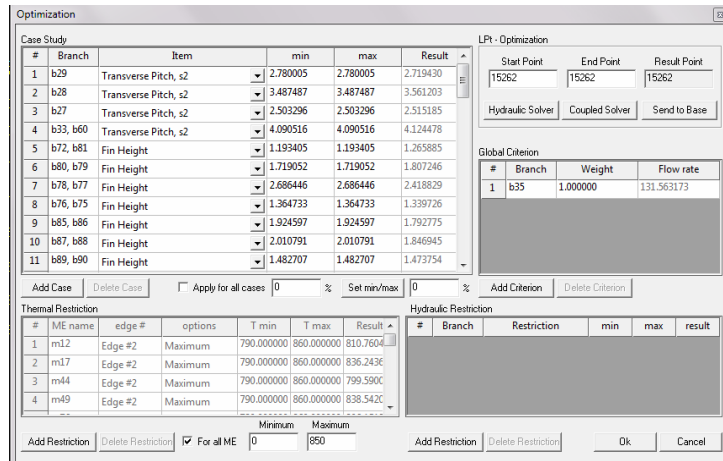 Optimization
Case Study
# Branch Item min max Result
1 b29 Transverse Pitch, s2 2.780005 2.780005 2.719430
2 b28 Transverse Pitch, s2 3.487487 3.487487 3.561203
3 b27 Transverse Pitch, s2 2.503296 2.503296 2.515185
4 b33, b60 Transverse Pitch, s2 4.090516 4.090516 4.124478
5 b72, b81 Fin Height 1.193405 1.193405 1.265885
6 b80, b79 Fin Height 1.719052 1.719052 1.807246
7 b78, b77 Fin Height 2.686446 2.686446 2.418829
8 b76, b75 Fin Height 1.364733 1.364733 1.339726
9 b85, b86 Fin Height 1.924597 1.924597 1.792775
10 b87, b88 Fin Height 2.010791 2.010791 1.846945
11 b89, b90 Fin Height 1.482707 1.482707 1.473754
Add Case Delete Case Apply for all cases 0 % Set min/max 0 %
LPt - Optimization
Start Point End Point Result Point
15262 15262 15262
Hydraulic Solver Coupled Solver Send to Base
Global Criterion
# Branch Weight Flow rate
1 b35 1.000000 131.563173
Add Criterion Delete Criterion
Thermal Restriction
# ME name edge # options T min T max Result
1 m12 Edge #2 Maximum 790.000000 860.000000 810.7604
2 m17 Edge #2 Maximum 790.000000 860.000000 836.2436
3 m44 Edge #2 Maximum 790.000000 860.000000 799.5900
4 m49 Edge #2 Maximum 790.000000 860.000000 838.5420
Minimum Maximum
Add Restriction Delete Restriction For all ME 0 850
Hydraulic Restriction
# Branch Restriction min max result
Add Restriction Delete Restriction Ok Cancel